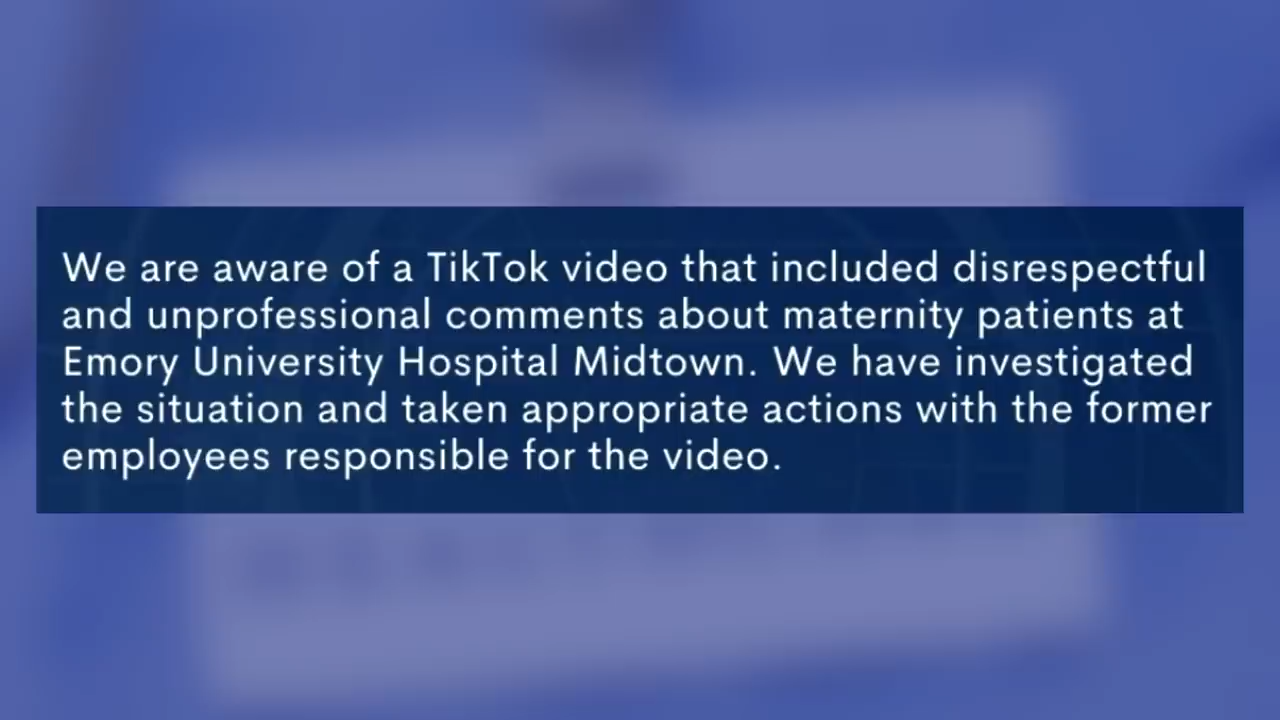 We are aware of a TikTok video that included disrespectful
and unprofessional comments about maternity patients at
Emory University Hospital Midtown. We have investigated
the situation and taken appropriate actions with the former
employees responsible for the video.